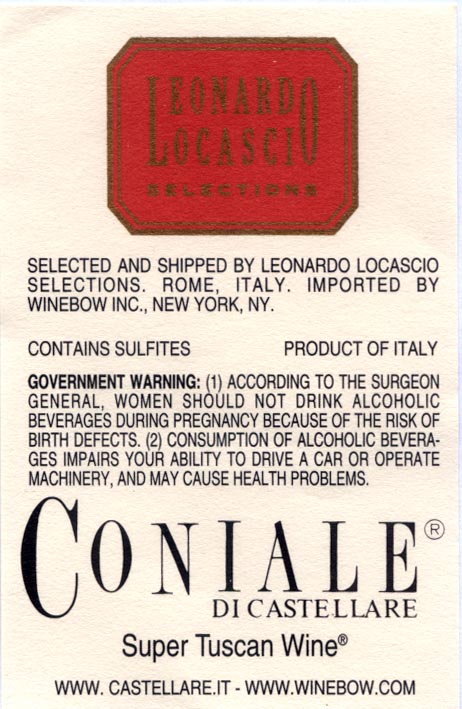 LEONARDO
LOCASCIO
SELECTIONS
SELECTED AND SHIPPED BY LEONARDO LOCASCIO
SELECTIONS. ROME, ITALY. IMPORTED BY
WINEBOW INC., NEW YORK, NY.
CONTAINS SULFITES PRODUCT OF ITALY
GOVERNMENT WARNING: (1) ACCORDING TO THE SURGEON
GENERAL, WOMEN SHOULD NOT DRINK ALCOHOLIC
BEVERAGES DURING PREGNANCY BECAUSE OF THE RISK OF
BIRTH DEFECTS. (2) CONSUMPTION OF ALCOHOLIC BEVERA-
GES IMPAIRS YOUR ABILITY TO DRIVE A CAR OR OPERATE
MACHINERY, AND MAY CAUSE HEALTH PROBLEMS.
CONIALE®
DI CASTELLARE
Super Tuscan Wine®
WWW. CASTELLARE.IT - WWW.WINEBOW.COM